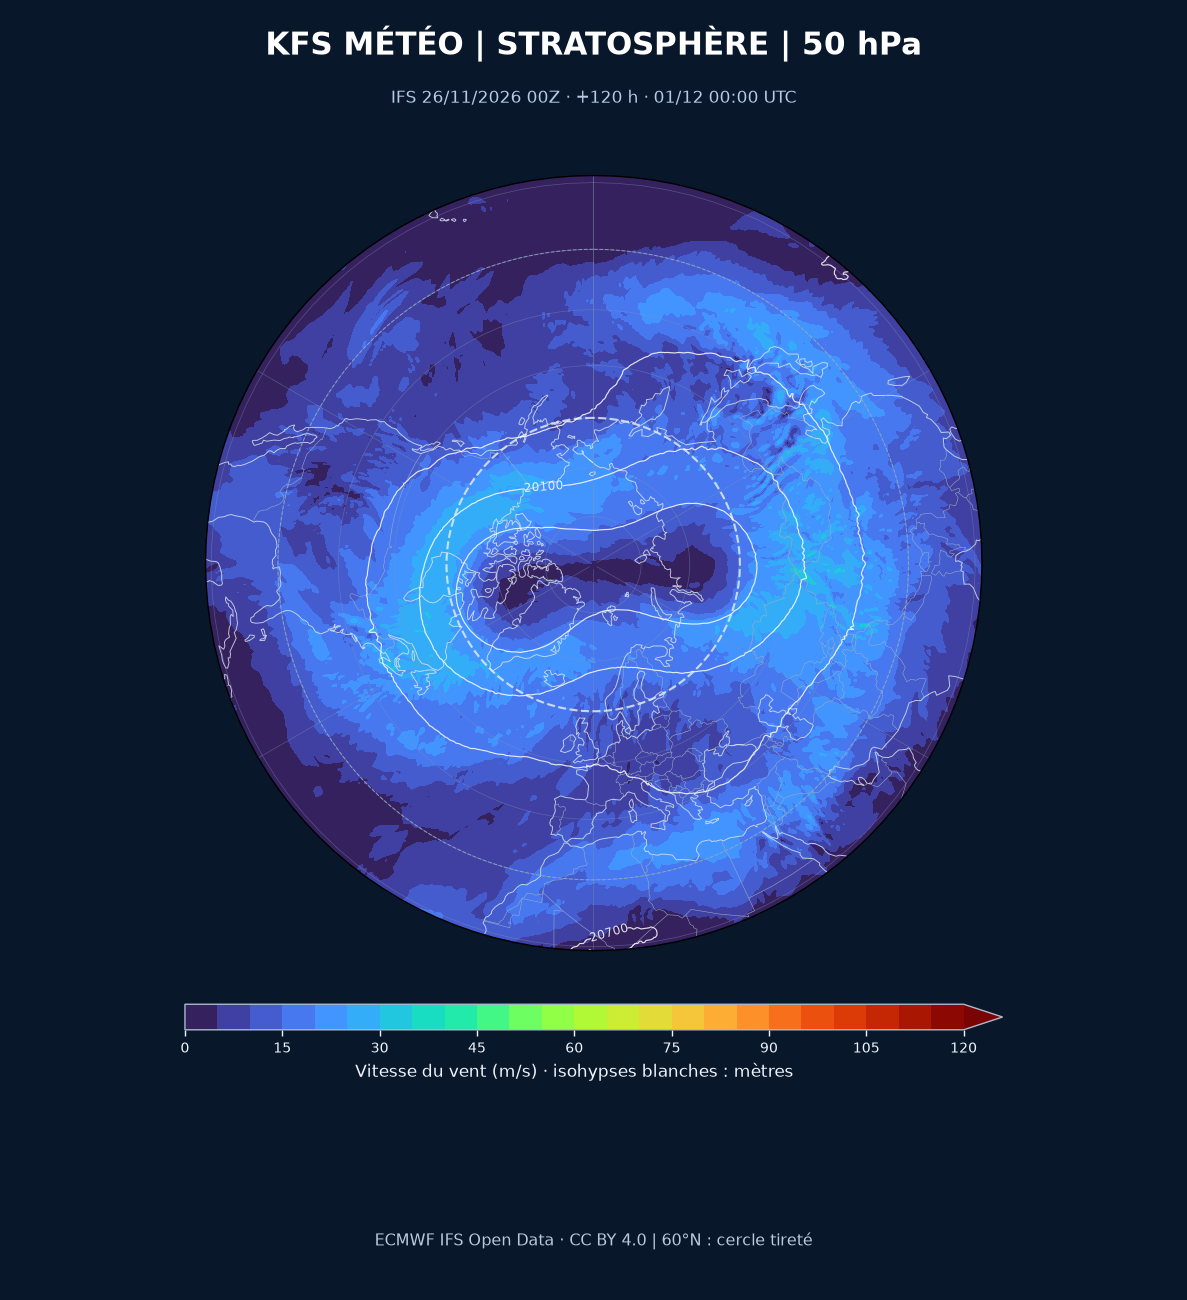 KFS MÉTÉO | STRATOSPHÈRE | 50 hPa
IFS 26/11/2026 00Z · +120 h · 01/12 00:00 UTC
20100
20700
0 15 30 45 60 75 90 105 120
Vitesse du vent (m/s) · isohypses blanches : mètres
ECMWF IFS Open Data · CC BY 4.0 | 60°N : cercle tireté